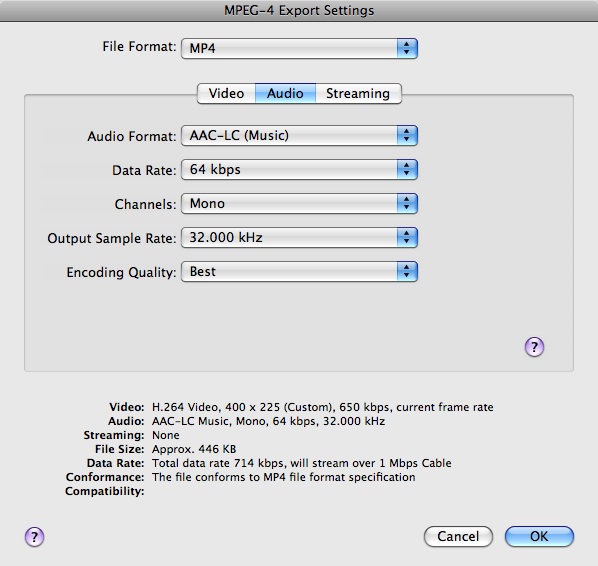 MPEG-4 Export Settings
File Format: MP4
Video Audio Streaming
Audio Format: AAC-LC (Music)
Data Rate: 64 kbps
Channels: Mono
Output Sample Rate: 32.000 kHz
Encoding Quality: Best
?
Video: H.264 Video, 400 x 225 (Custom), 650 kbps, current frame rate
Audio: AAC-LC Music, Mono, 64 kbps, 32.000 kHz
Streaming: None
File Size: Approx. 446 KB
Data Rate: Total data rate 714 kbps, will stream over 1 Mbps Cable
Conformance: The file conforms to MP4 file format specification
Compatibility:
? Cancel OK